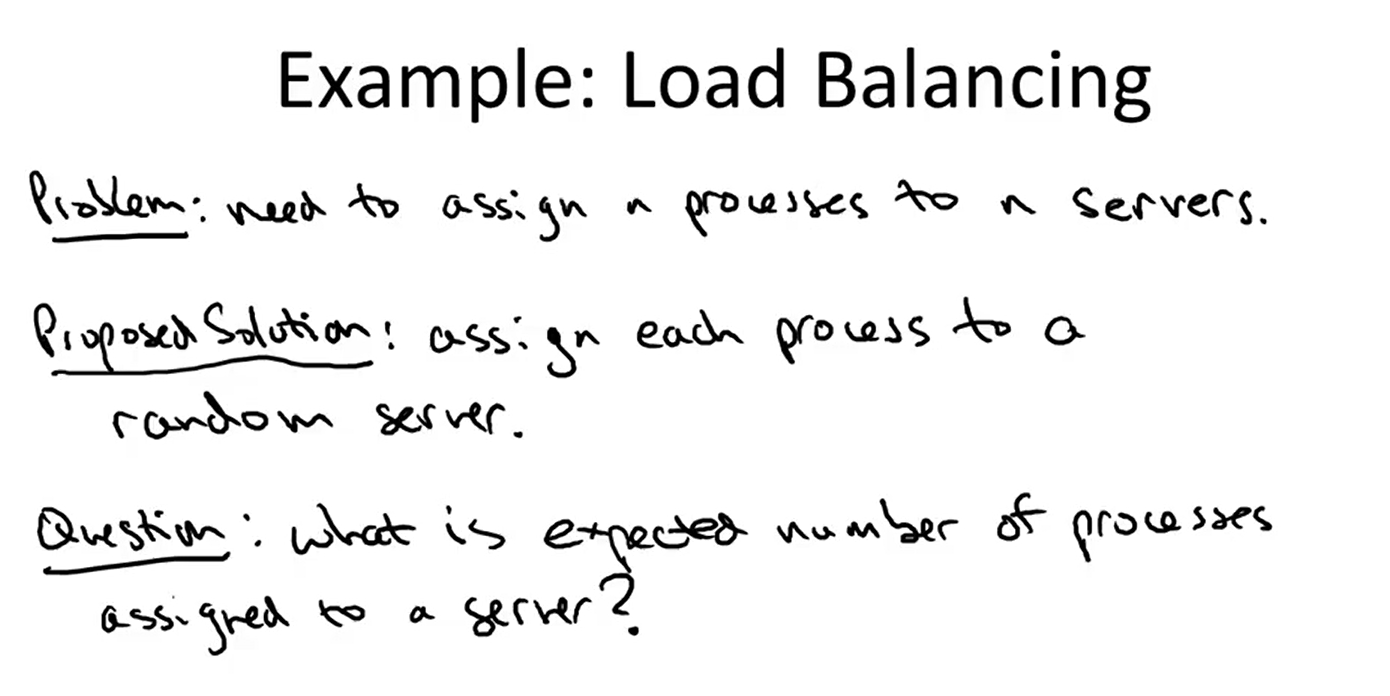 Example: Load Balancing
Problem: need to assign n processes to n servers.
Proposed Solution: assign each process to a
random server.
Question: what is expected number of processes
assigned to a server?